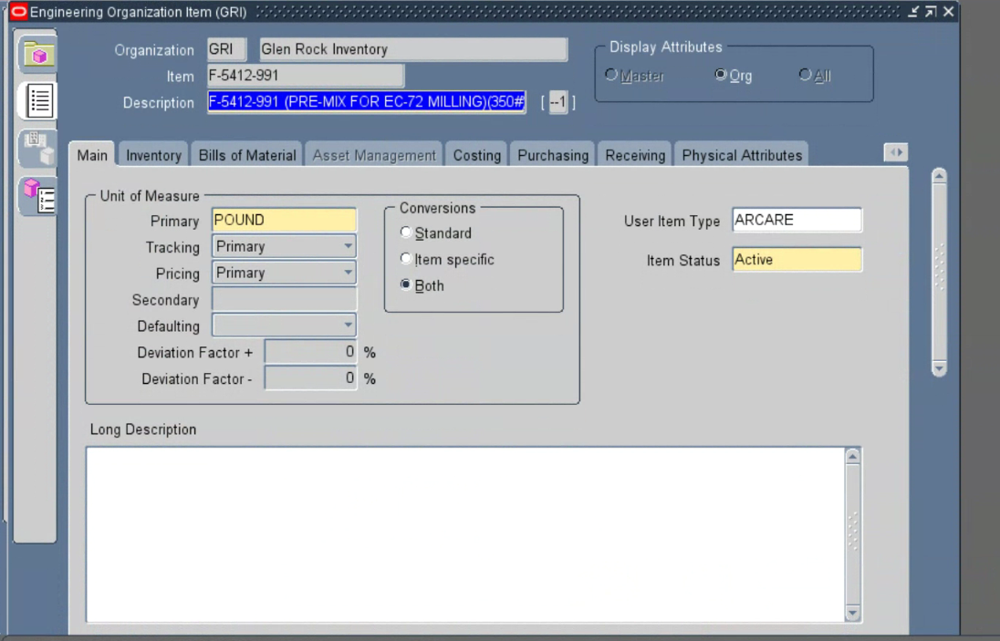 Engineering Organization Item (GRI)
Organization GRI Glen Rock Inventory
Item F-5412-991
Description F-5412-991 (PRE-MIX FOR EC-72 MILLING)(350# [ --1 ]
Display Attributes
Master Org All
Main Inventory Bills of Material Asset Management Costing Purchasing Receiving Physical Attributes
Unit of Measure
Primary POUND
Tracking Primary
Pricing Primary
Secondary
Defaulting
Deviation Factor + 0 %
Deviation Factor - 0 %
Conversions
Standard
Item specific
Both
User Item Type ARCARE
Item Status Active
Long Description